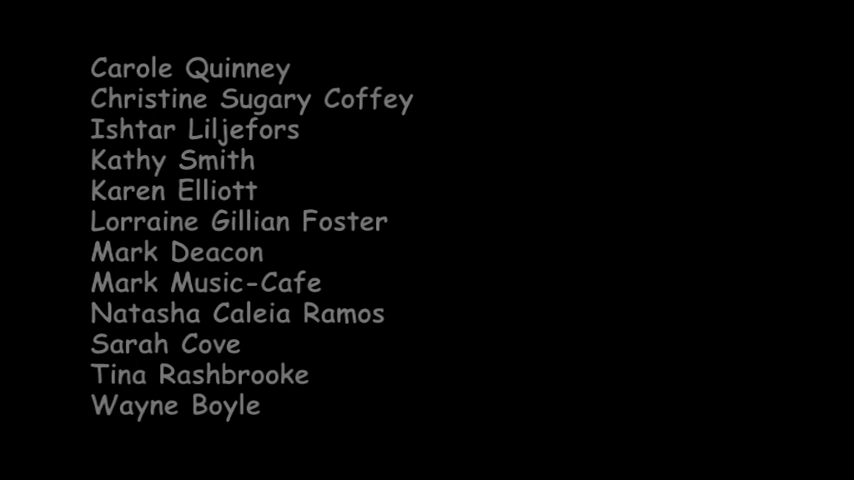 Carole Quinney
Christine Sugary Coffey
Ishtar Liljefors
Kathy Smith
Karen Elliott
Lorraine Gillian Foster
Mark Deacon
Mark Music-Cafe
Natasha Caleia Ramos
Sarah Cove
Tina Rashbrooke
Wayne Boyle